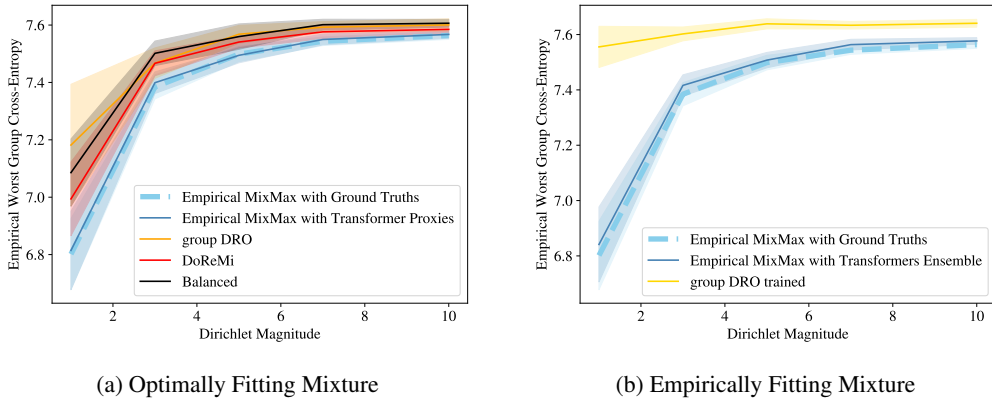 Empirical Worst Group Cross-Entropy
7.6
7.4
7.2
7.0
6.8
Empirical MixMax with Ground Truths
Empirical MixMax with Transformer Proxies
group DRO
DoReMi
Balanced
2
4
6
8
10
Dirichlet Magnitude
(a) Optimally Fitting Mixture
Empirical Worst Group Cross-Entropy
7.6
7.4
7.2
7.0
6.8
Empirical MixMax with Ground Truths
Empirical MixMax with Transformers Ensemble
group DRO trained
2
4
6
8
10
Dirichlet Magnitude
(b) Empirically Fitting Mixture